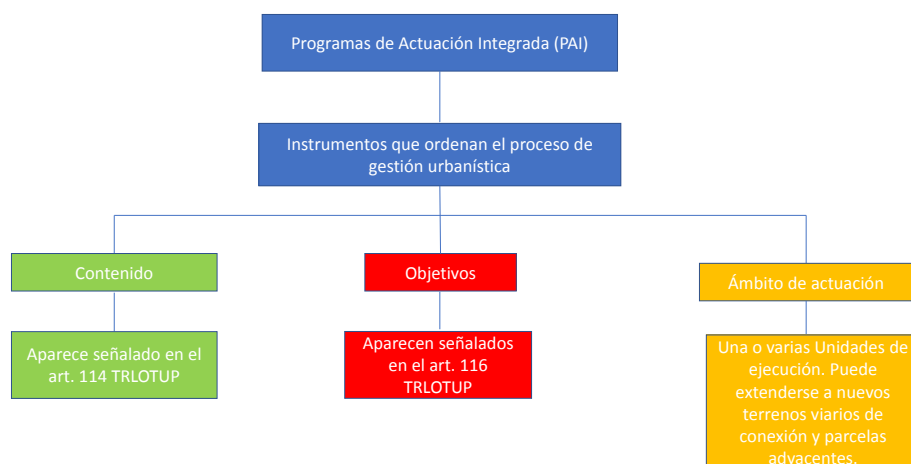 Programas de Actuación Integrada (PAI)
Instrumentos que ordenan el proceso de
gestión urbanística
Contenido
Aparece señalado en el
art. 114 TRLOTUP
Objetivos
Aparecen señalados
en el art. 116
TRLOTUP
Ámbito de actuación
Una o varias Unidades de
ejecución. Puede
extenderse a nuevos
terrenos viarios de
conexión y parcelas
adyacentes.